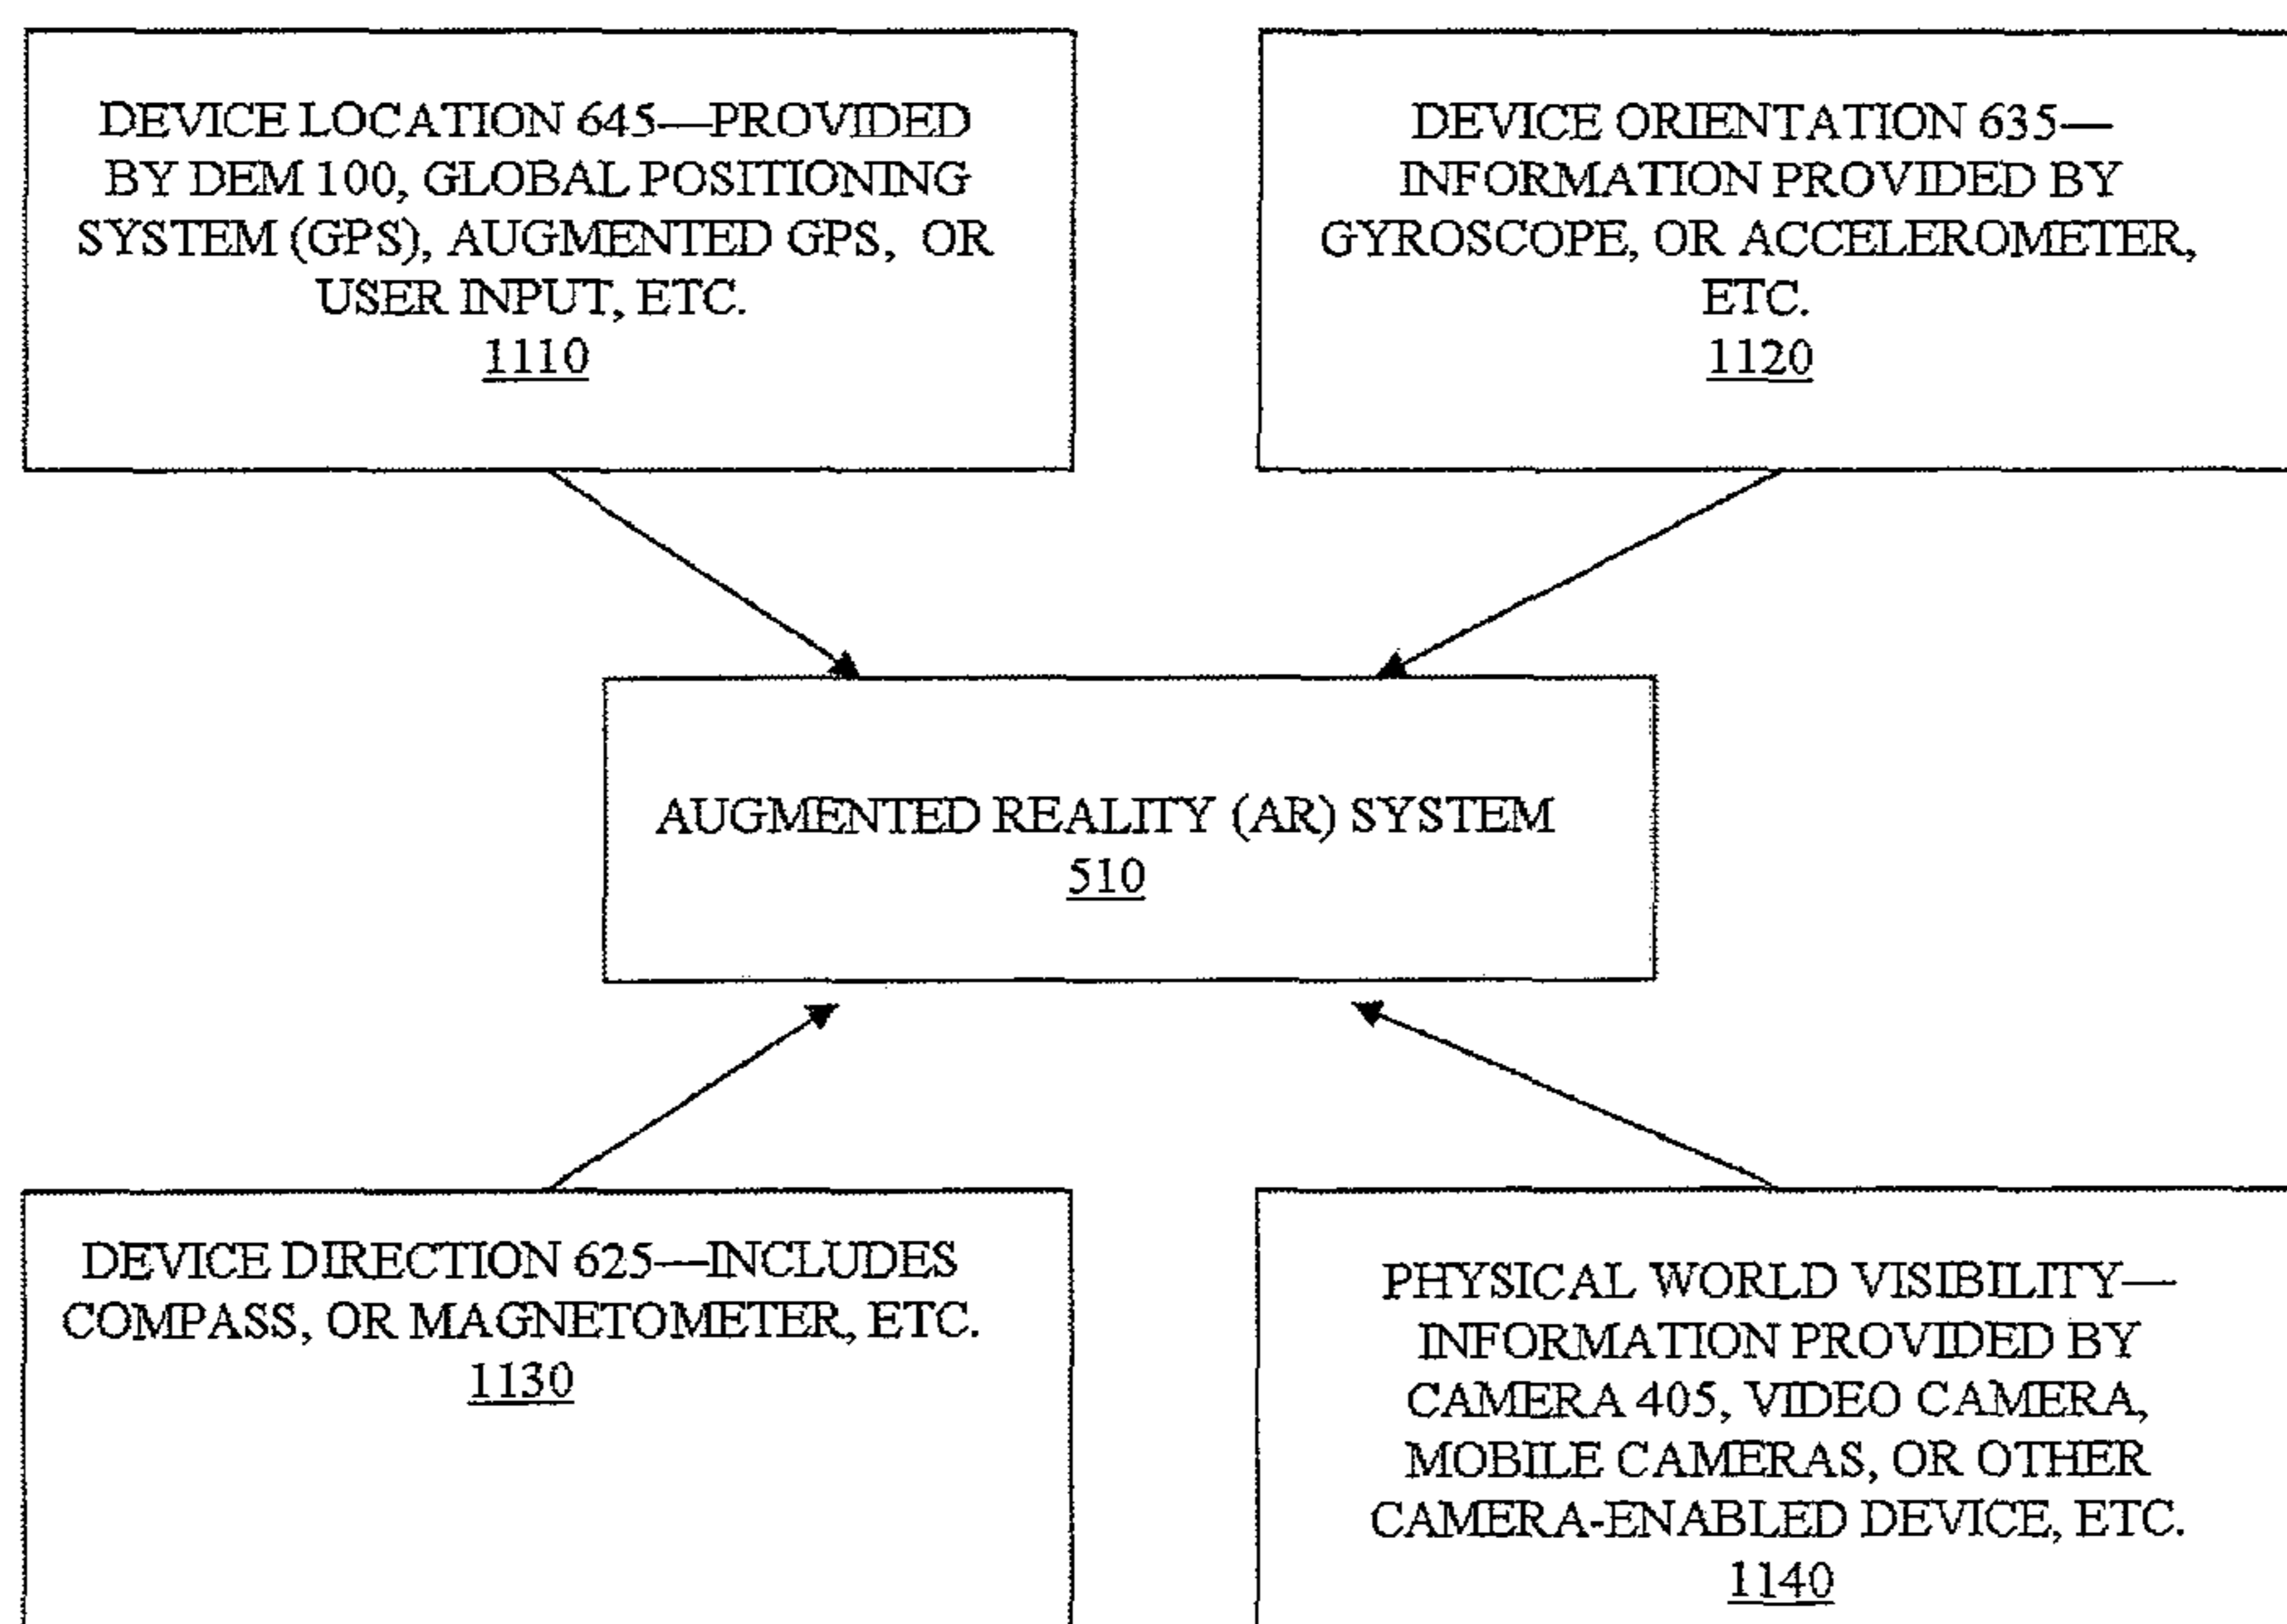 DEVICE LOCATION 645—PROVIDED
BY DEM 100, GLOBAL POSITIONING
SYSTEM (GPS), AUGMENTED GPS, OR
USER INPUT, ETC.
1110
DEVICE ORIENTATION 635—
INFORMATION PROVIDED BY
GYROSCOPE, OR ACCELEROMETER,
ETC.
1120
AUGMENTED REALITY (AR) SYSTEM
510
DEVICE DIRECTION 625—INCLUDES
COMPASS, OR MAGNETOMETER, ETC.
1130
PHYSICAL WORLD VISIBILITY—
INFORMATION PROVIDED BY
CAMERA 405, VIDEO CAMERA,
MOBILE CAMERAS, OR OTHER
CAMERA-ENABLED DEVICE, ETC.
1140